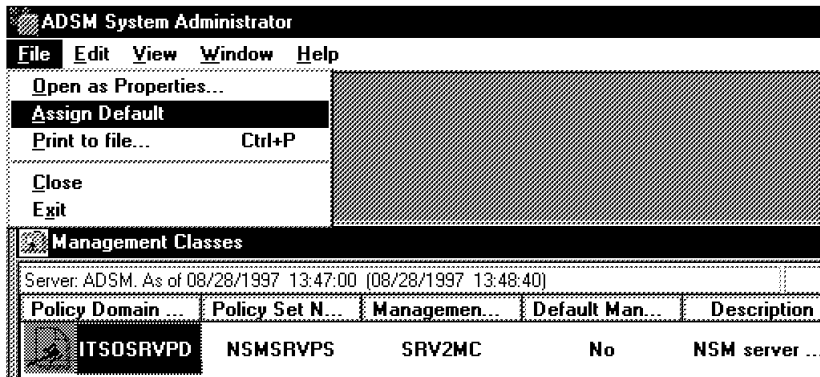 ADSM System Administrator
File Edit View Window Help
Open as Properties...
Assign Default
Print to file... Ctrl+P
Close
Exit
Management Classes
Server: ADSM. As of 08/28/1997 13:47:00 (08/28/1997 13:48:40)
Policy Domain ... Policy Set N... Managemen... Default Man... Description
ITSOSRVPD NSMSRVPS SRV2MC No NSM server ...